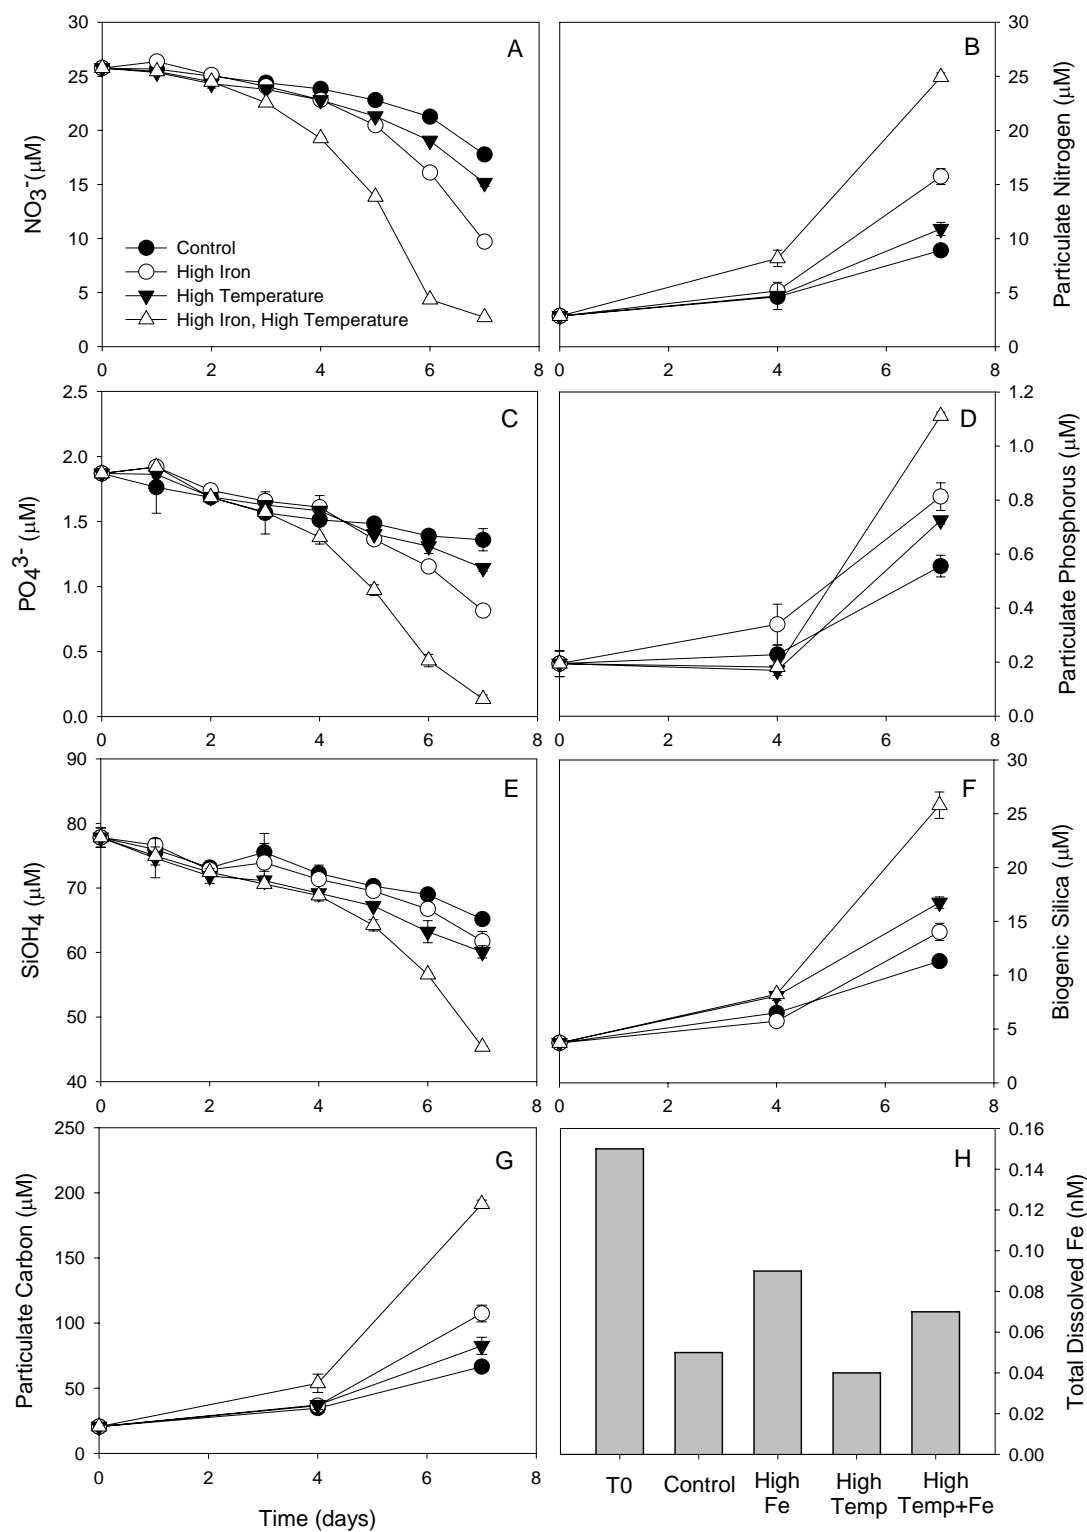 A
NO3-(μM)
30
25
20
15
10
5
0
0 2 4 6 8
Control
High Iron
High Temperature
High Iron, High Temperature
B
Particulate Nitrogen (μM)
30
25
20
15
10
5
0
0 2 4 6 8
C
PO43- (μM)
2.5
2.0
1.5
1.0
0.5
0.0
0 2 4 6 8
D
Particulate Phosphorus (μM)
1.2
1.0
0.8
0.6
0.4
0.2
0.0
0 2 4 6 8
E
SiOH4 (μM)
90
80
70
60
50
40
0 2 4 6 8
F
Biogenic Silica (μM)
30
25
20
15
10
5
0
0 2 4 6 8
G
Particulate Carbon (μM)
250
200
150
100
50
0
0 2 4 6 8
Time (days)
H
Total Dissolved Fe (nM)
0.16
0.14
0.12
0.10
0.08
0.06
0.04
0.02
0.00
T0
Control
High
Fe
High
Temp
High
Temp+Fe